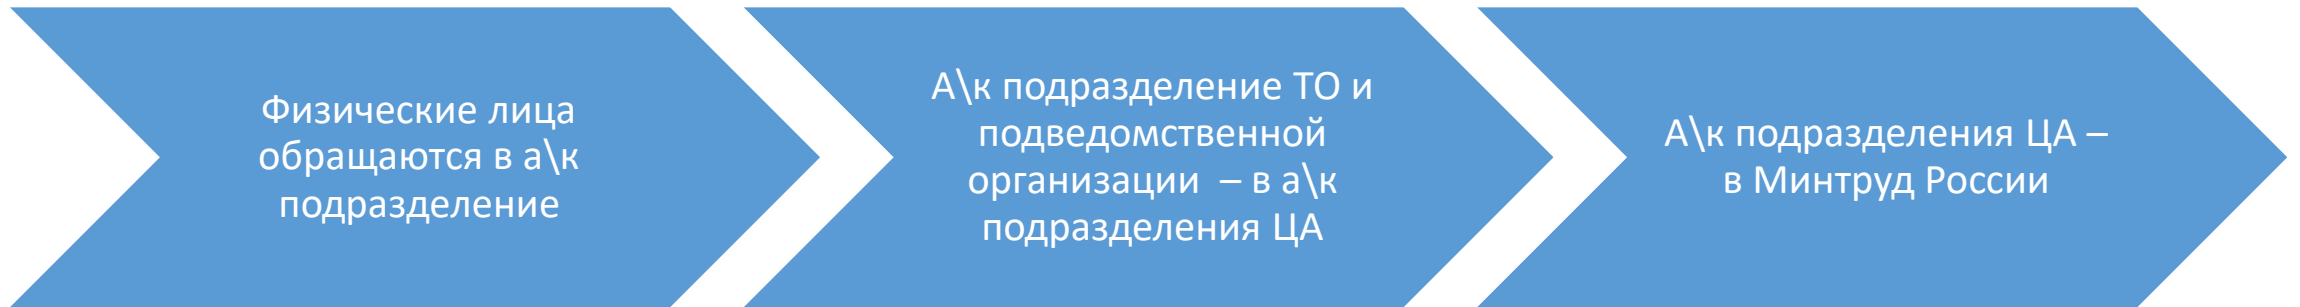 Физические лица
обращаются в а\к
подразделение
А\к подразделение ТО и
подведомственной
организации – в а\к
подразделения ЦА
А\к подразделения ЦА –
в Минтруд России